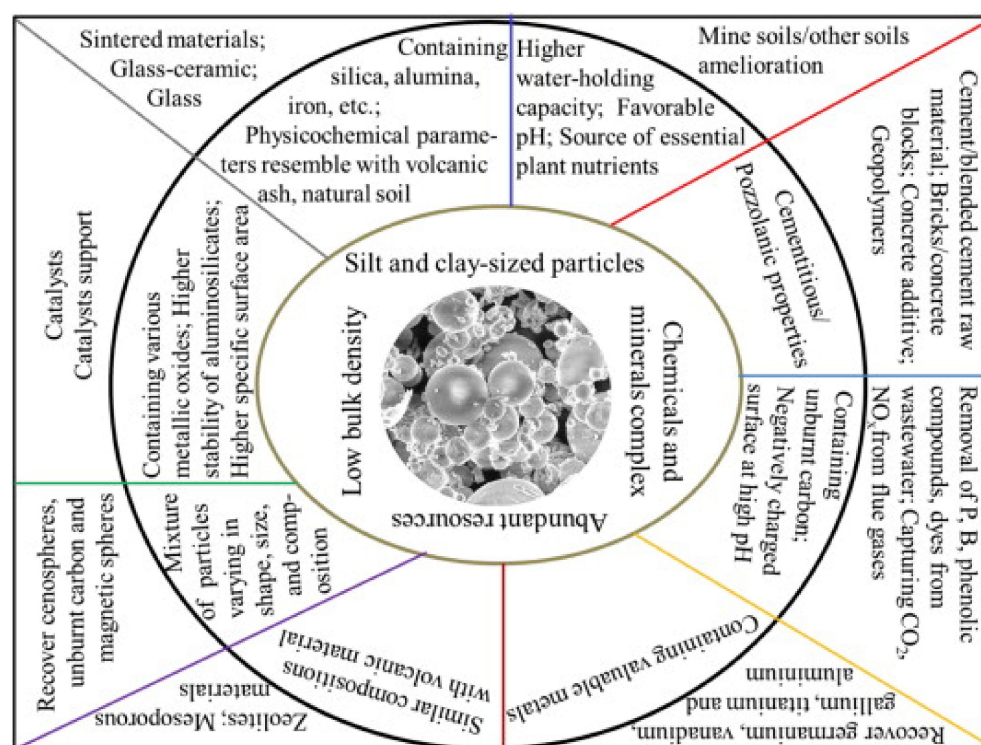 Sintered materials;
Glass-ceramic;
Glass
Containing
silica, alumina,
iron, etc.;
Physicochemical parame-
ters resemble with volcanic
ash, natural soil
Higher
water-holding
capacity; Favorable
pH; Source of essential
plant nutrients
Mine soils/other soils
amelioration
Cement/blended cement raw
material; Bricks/concrete
blocks; Concrete additive;
Geopolymers
Cementitious/
Pozzolanic properties
Removal of P, B, phenolic
compounds, dyes from
wastewater; Capturing CO₂,
NOₓ from flue gases
Containing
unburnt carbon;
Negatively charged
surface at high pH
Recover germanium, vanadium,
gallium, titanium and
aluminium
Containing valuable metals
Similar compositions
with volcanic material
Zeolites; Mesoporous
materials
Recover cenospheres,
unburnt carbon and
magnetic spheres
Mixture
of particles
varying in
shape, size,
and comp-
osition
Catalysts
Catalysts support
Containing various
metallic oxides; Higher
stability of aluminosilicates;
Higher specific surface area
Silt and clay-sized particles
Chemicals and
minerals complex
Abundant resources
Low bulk density